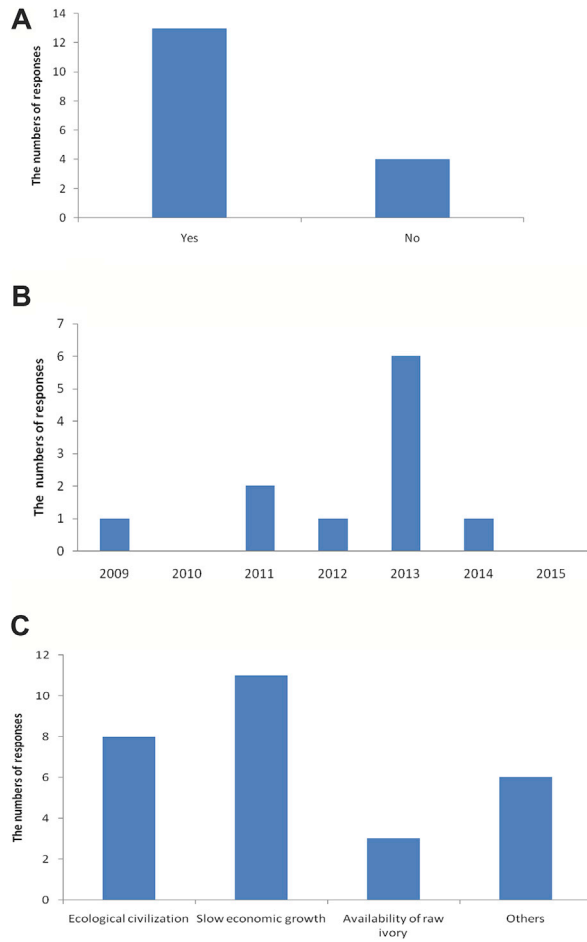 A
The numbers of responses
14
12
10
8
6
4
2
0
Yes No
B
The numbers of responses
7
6
5
4
3
2
1
0
2009 2010 2011 2012 2013 2014 2015
C
The numbers of responses
12
10
8
6
4
2
0
Ecological civilization Slow economic growth Availability of raw Others
ivory